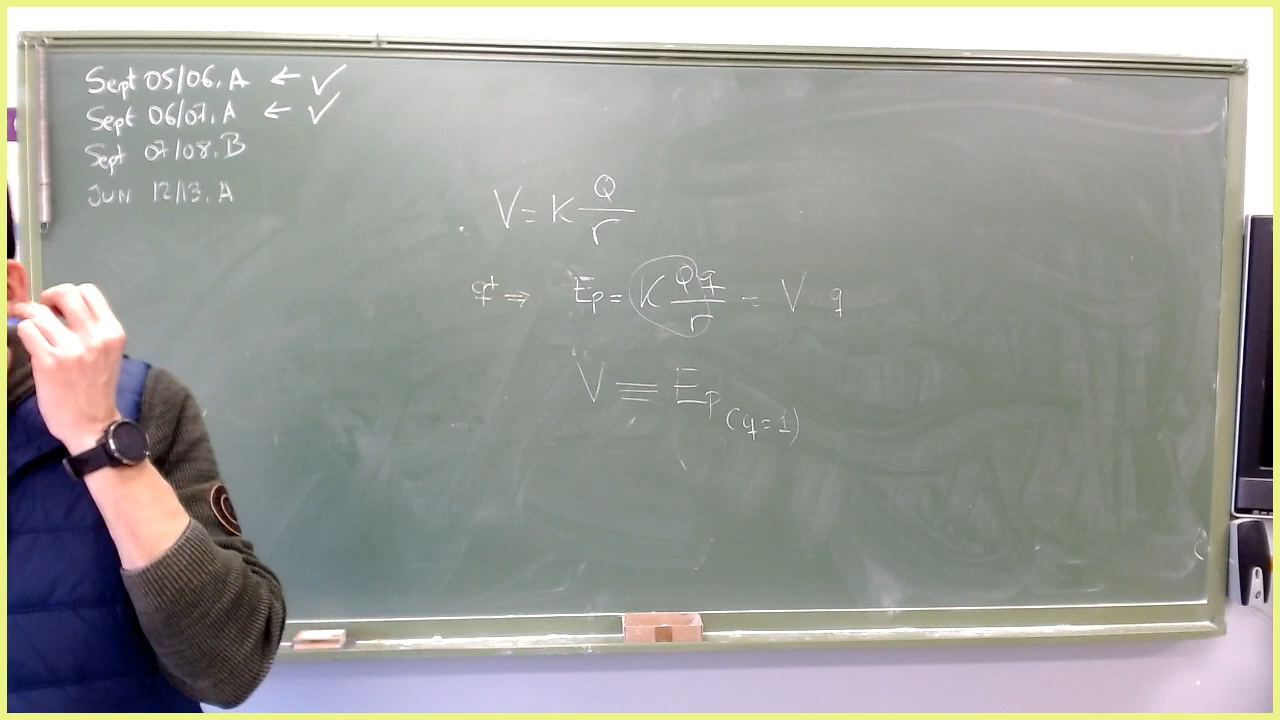 Sept 05/06. A ← ✓
Sept 06/07. A ← ✓
Sept 07/08. B
JUN 12/13. A
V = K Q/r
q⁺ ⇒ Ep = K Qq/r = V · q
V ≡ Ep (q=1)